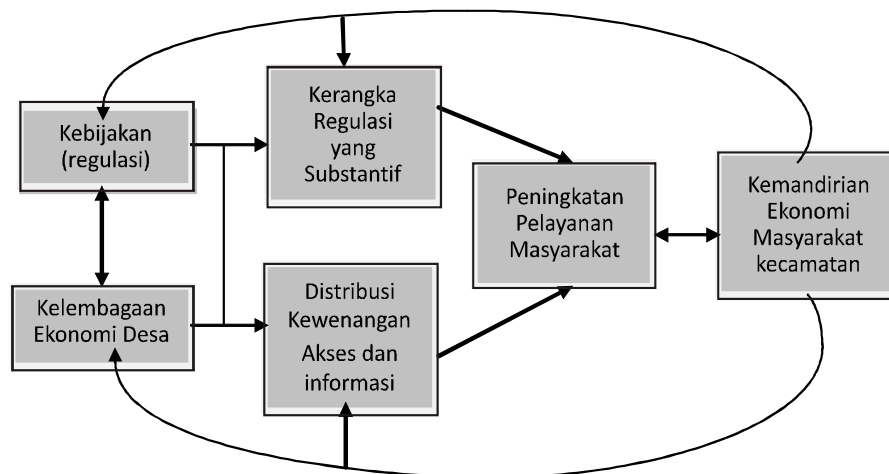 Kebijakan
(regulasi)
Kelembagaan
Ekonomi Desa
Kerangka
Regulasi
yang
Substantif
Distribusi
Kewenangan
Akses dan
informasi
Peningkatan
Pelayanan
Masyarakat
Kemandirian
Ekonomi
Masyarakat
kecamatan